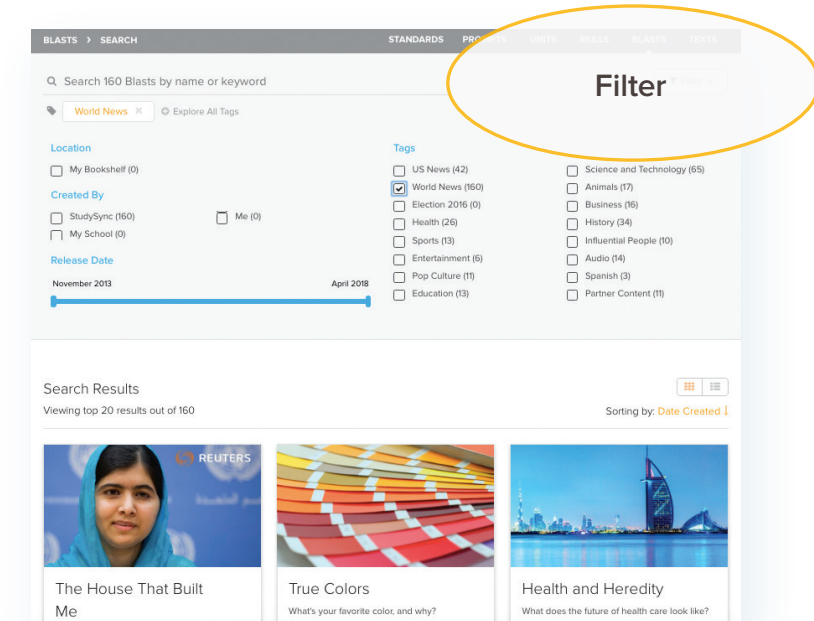 BLASTS > SEARCH
STANDARDS PROMPTS UNITS SKILLS BLASTS TEXTS
Search 160 Blasts by name or keyword
Filter
World News × Explore All Tags
Location
My Bookshelf (0)
Created By
StudySync (160) Me (0)
My School (0)
Release Date
November 2013 April 2018
Tags
US News (42)
World News (160)
Election 2016 (0)
Health (26)
Sports (13)
Entertainment (6)
Pop Culture (11)
Education (13)
Science and Technology (65)
Animals (17)
Business (16)
History (34)
Influential People (10)
Audio (14)
Spanish (3)
Partner Content (11)
Search Results
Viewing top 20 results out of 160
Sorting by: Date Created ↓
REUTERS
The House That Built
Me
True Colors
What's your favorite color, and why?
Health and Heredity
What does the future of health care look like?